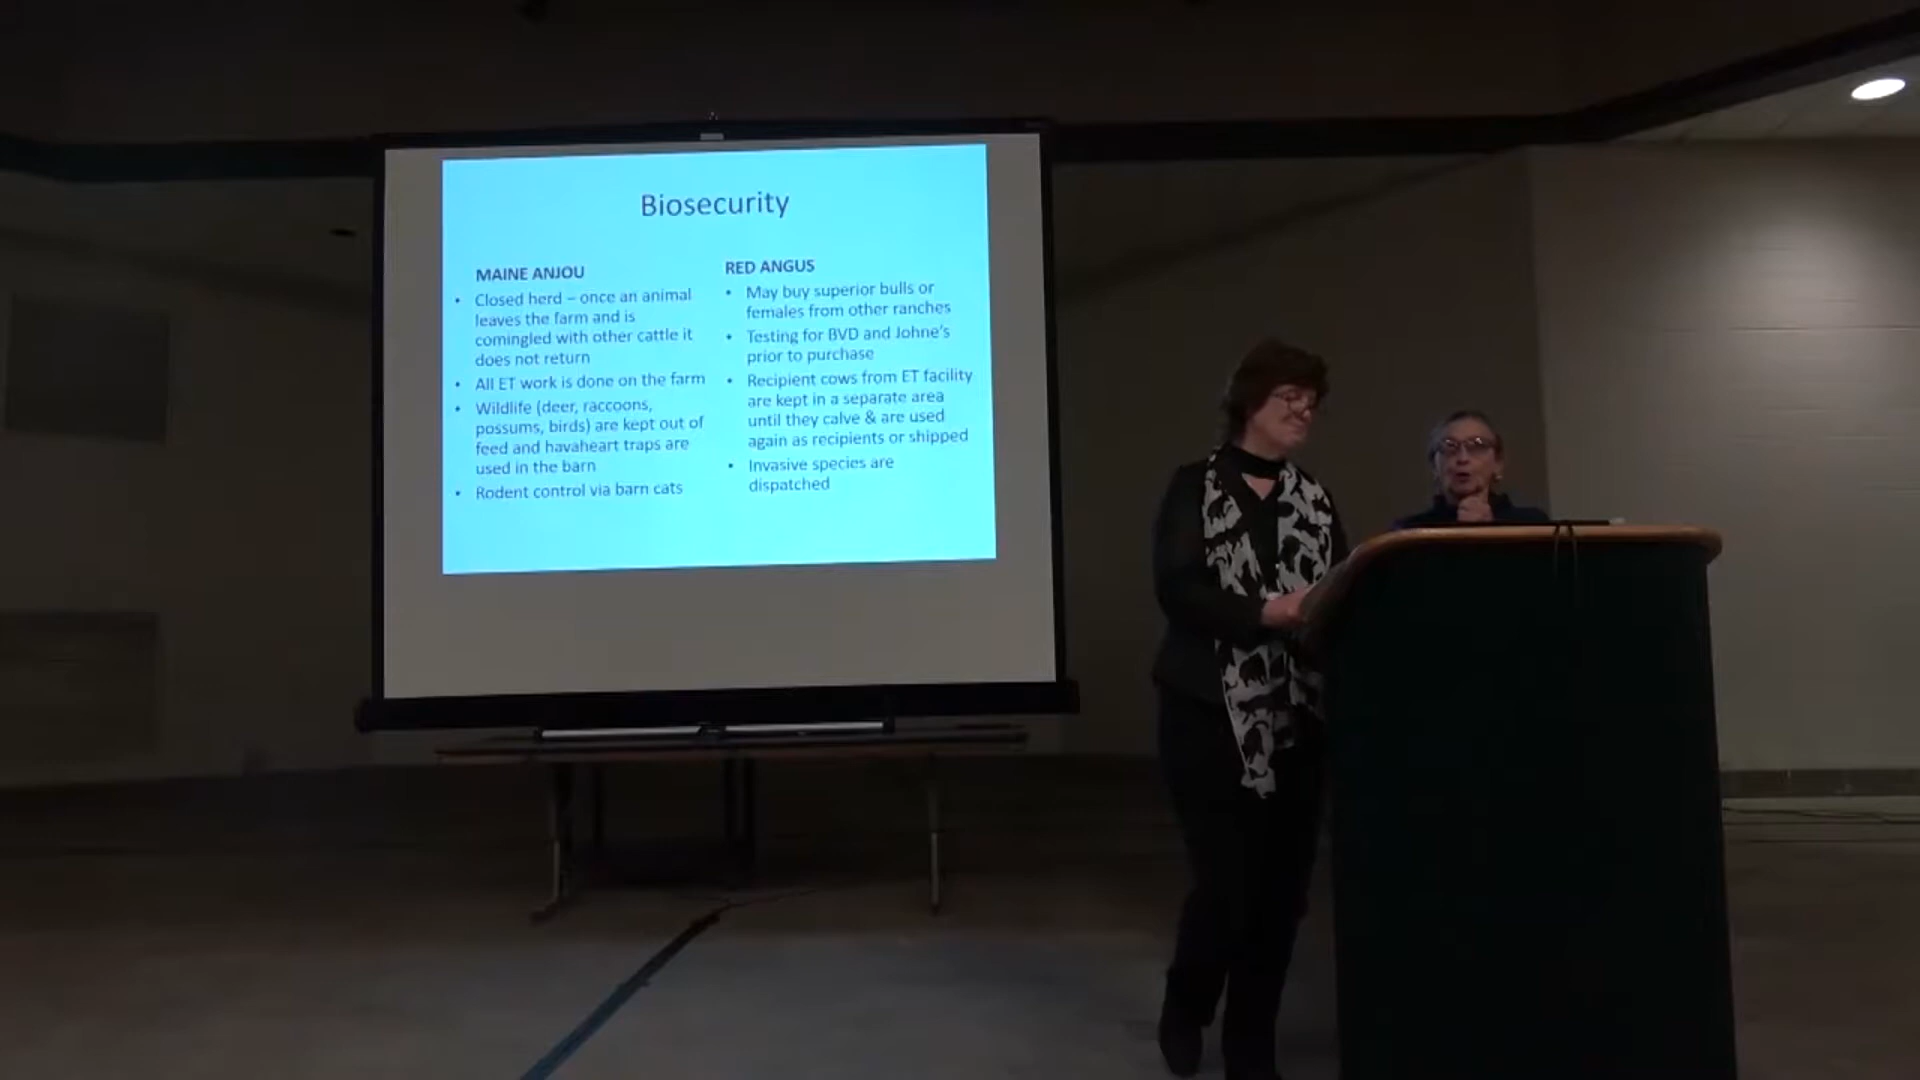 Biosecurity
MAINE ANJOU
• Closed herd – once an animal
leaves the farm and is
comingled with other cattle it
does not return
• All ET work is done on the farm
• Wildlife (deer, raccoons,
possums, birds) are kept out of
feed and havaheart traps are
used in the barn
• Rodent control via barn cats
RED ANGUS
• May buy superior bulls or
females from other ranches
• Testing for BVD and Johne's
prior to purchase
• Recipient cows from ET facility
are kept in a separate area
until they calve & are used
again as recipients or shipped
• Invasive species are
dispatched